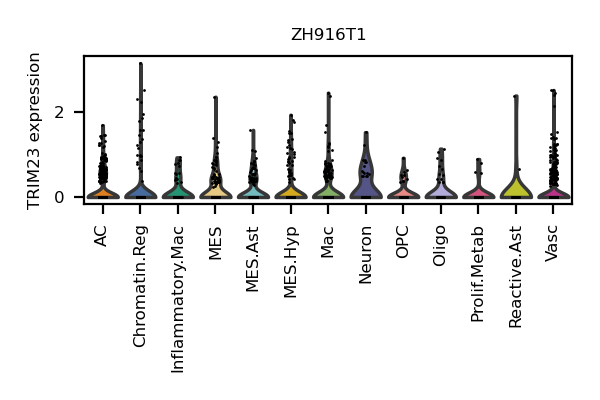 ZH916T1
TRIM23 expression
2
0
AC
Chromatin.Reg
Inflammatory.Mac
MES
MES.Ast
MES.Hyp
Mac
Neuron
OPC
Oligo
Prolif.Metab
Reactive.Ast
Vasc